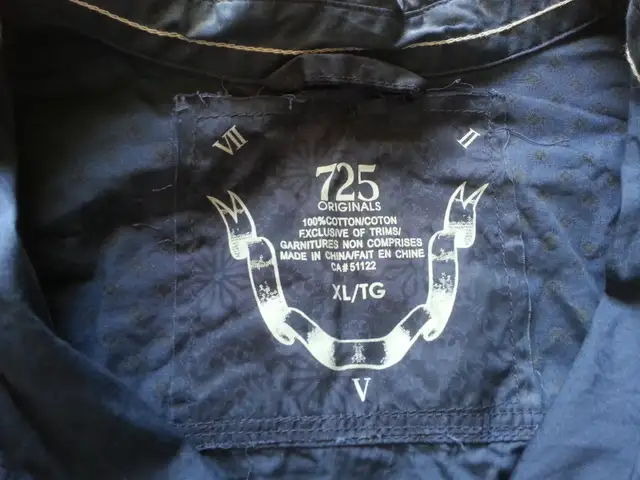 VII
II
725
ORIGINALS
100%COTTON/COTON
EXCLUSIVE OF TRIMS/
GARNITURES NON COMPRISES
MADE IN CHINA/FAIT EN CHINE
CA# 51122
XL/TG
V